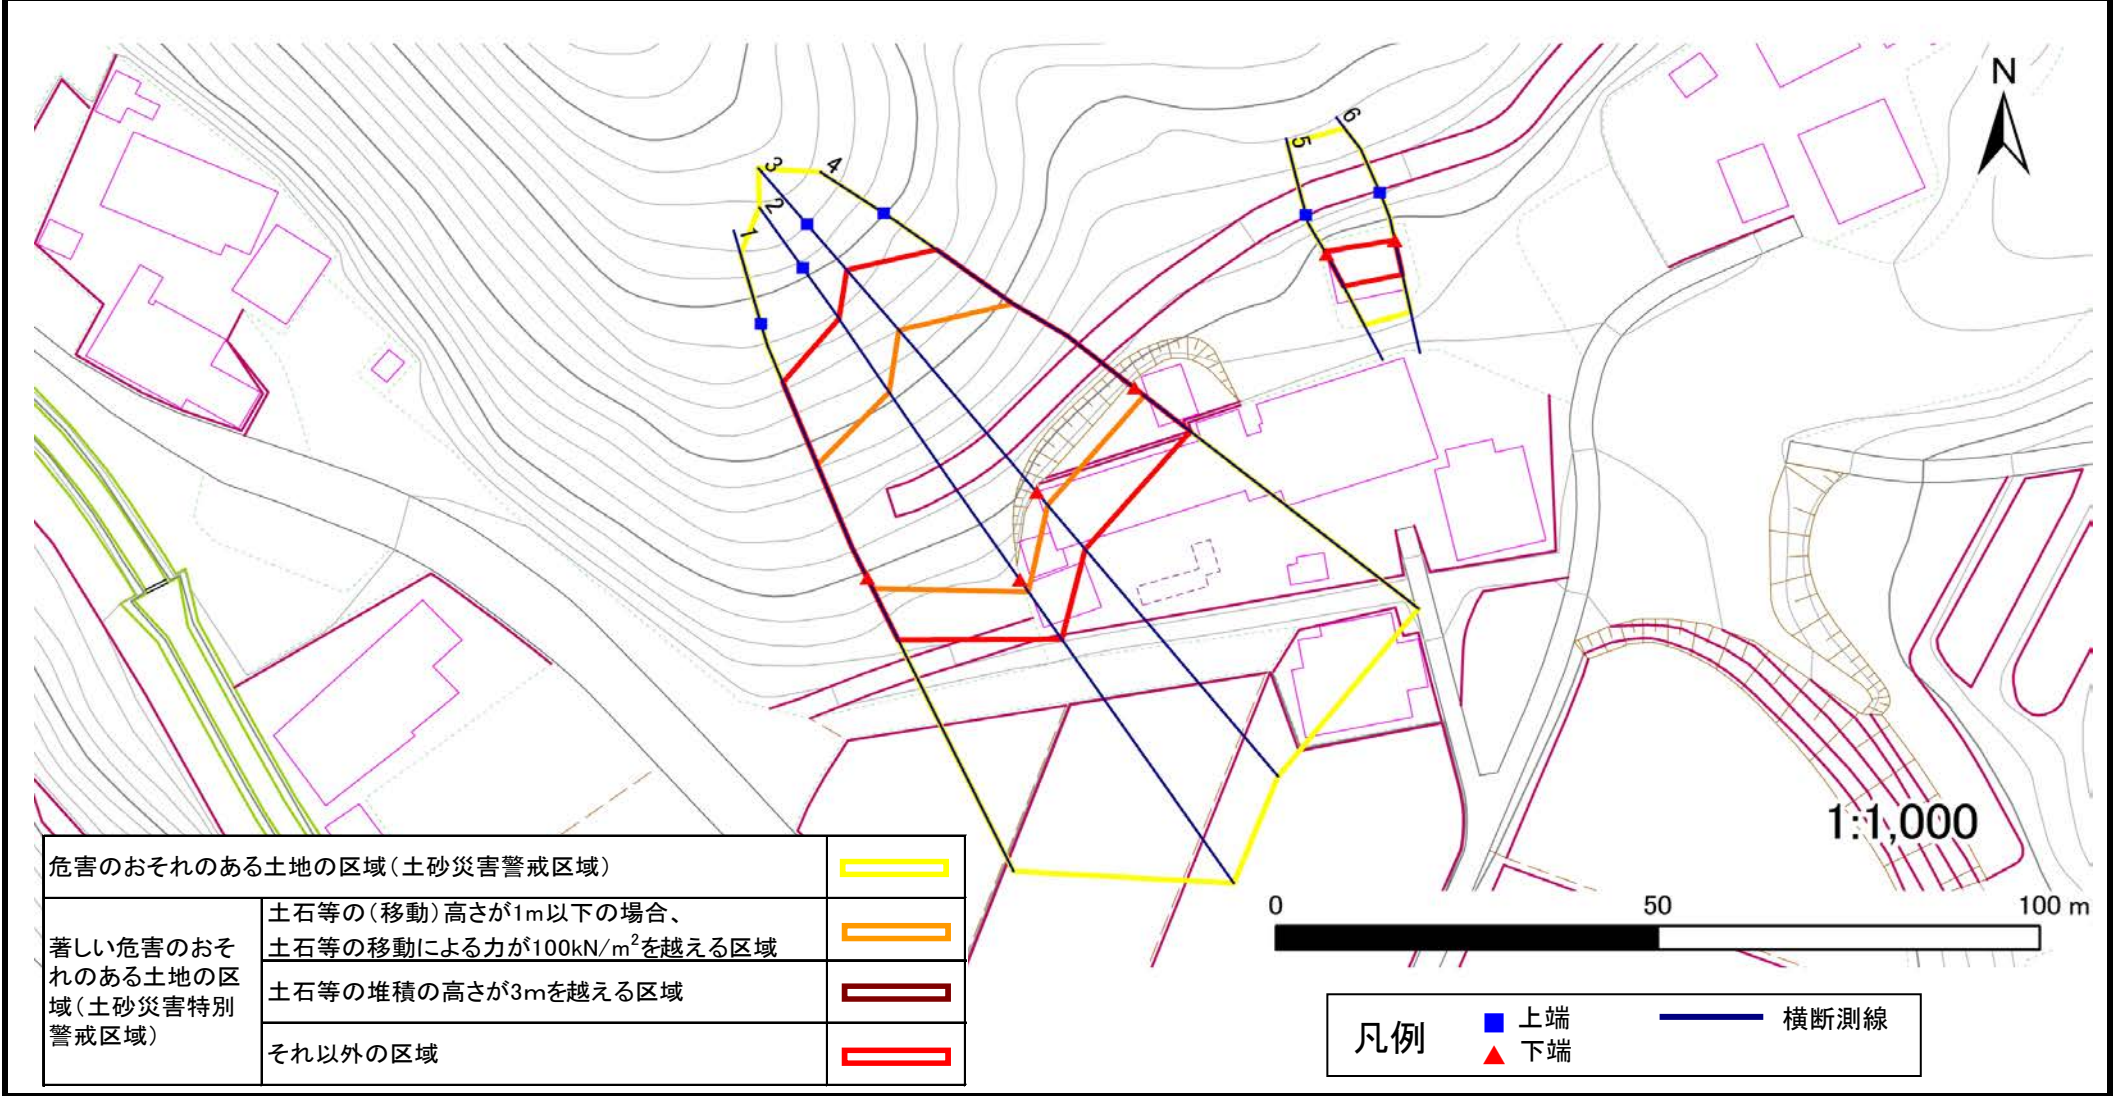 N
1
2
3
4
5
6
1:1,000
0 50 100 m
危害のおそれのある土地の区域(土砂災害警戒区域)
著しい危害のおそ
れのある土地の区
域(土砂災害特別
警戒区域)
土石等の(移動)高さが1m以下の場合、
土石等の移動による力が100kN/m²を越える区域
土石等の堆積の高さが3mを越える区域
それ以外の区域
凡例
上端
下端
横断測線